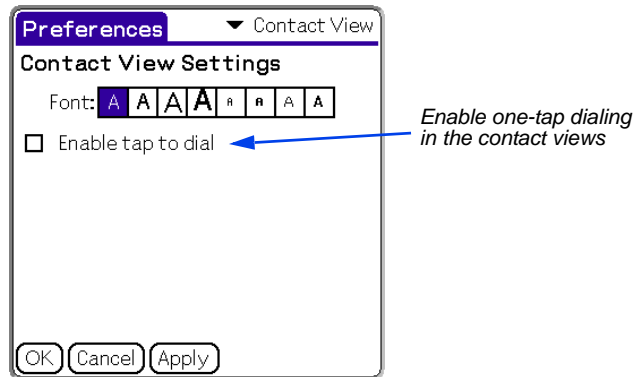 Preferences ▼ Contact View
Contact View Settings
Font: A A A A A A A A
Enable tap to dial
Enable one-tap dialing
in the contact views
OK Cancel Apply